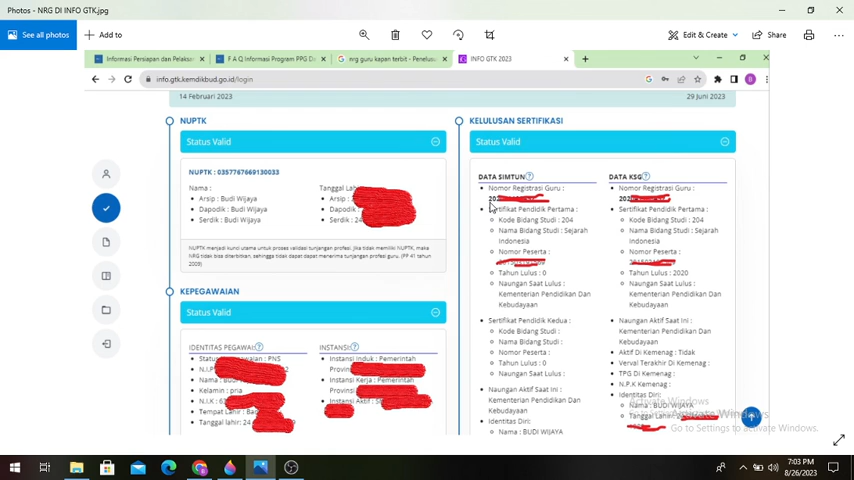 Photos - NRG DI INFO GTK.jpg
See all photos
Add to
Edit & Create
Share
Informasi Persiapan dan Pelaksan
F A Q Informasi Program PPG D
nrg guru kapan terbit - Penelusu
INFO GTK 2023
info.gtk.kemdikbud.go.id/login
14 Februari 2023
29 Juni 2023
NUPTK
Status Valid
NUPTK : 0357767669130033
Nama :
Arsip : Budi Wijaya
Dapodik : Budi Wijaya
Serdik : Budi Wijaya
Tanggal Lah
Arsip :
Dapodik
Serdik : 24
NUPTK menjadi kunci utama untuk proses validasi tunjangan profesi. Jika tidak memiliki NUPTK, maka
NRG tidak bisa diterbitkan, sehingga tidak dapat menerima tunjangan profesi guru. (PP 41 tahun
2009)
KEPEGAWAIAN
Status Valid
IDENTITAS PEGAWAI
Status waian : PNS
N.I.P
Nama :
Kelamin : pria
N.I.K : 6
Tempat Lahir : Ba
Tanggal lahir: 24
INSTANSI
Instansi Induk : Pemerintah
Provin
Instansi Kerja : Pemerintah
Provin
Instansi Aktif : S
KELULUSAN SERTIFIKASI
Status Valid
DATA SIMTUN
Nomor Registrasi Guru :
20
Sertifikat Pendidik Pertama :
Kode Bidang Studi : 204
Nama Bidang Studi : Sejarah
Indonesia
Nomor Peserta :
Tahun Lulus : 0
Naungan Saat Lulus :
Kementerian Pendidikan Dan
Kebudayaan
Sertifikat Pendidik Kedua :
Kode Bidang Studi :
Nama Bidang Studi :
Nomor Peserta :
Tahun Lulus : 0
Naungan Saat Lulus :
Naungan Aktif Saat Ini :
Kementerian Pendidikan Dan
Kebudayaan
Identitas Diri:
Nama : BUDI WIJAYA
DATA KSG
Nomor Registrasi Guru :
20
Sertifikat Pendidik Pertama :
Kode Bidang Studi : 204
Nama Bidang Studi : Sejarah
Indonesia
Nomor Peserta :
Tahun Lulus : 2020
Naungan Saat Lulus :
Kementerian Pendidikan Dan
Kebudayaan
Naungan Aktif Saat Ini :
Kementerian Pendidikan Dan
Kebudayaan
Aktif Di Kemenag : Tidak
Verval Terakhir Di Kemenag :
TPG Di Kemenag :
N.P.K Kemenag :
Identitas Diri:
Nama : BUDI WIJAYA
Tanggal Lahir:
Activate Windows
Activate Windows
Go to Settings to activate Windows.
7:03 PM
8/26/2023